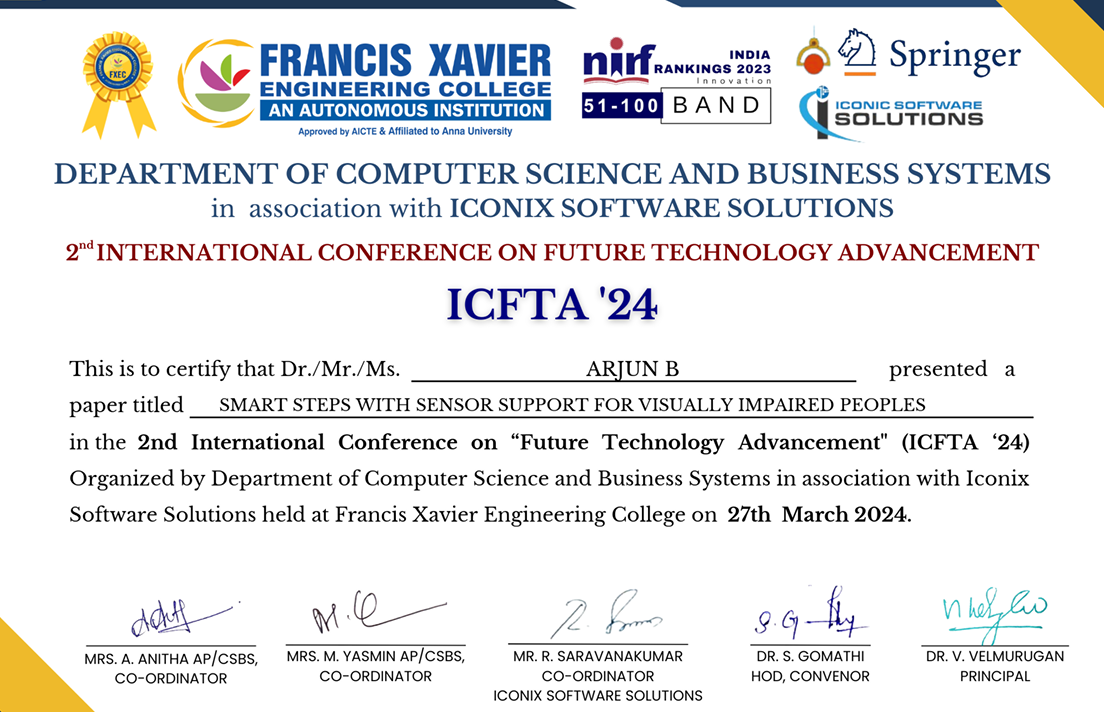 FXEC
FRANCIS XAVIER
ENGINEERING COLLEGE
AN AUTONOMOUS INSTITUTION
Approved by AICTE & Affiliated to Anna University
nirf
INDIA
RANKINGS 2023
Innovation
51-100 BAND
Springer
ICONIC SOFTWARE
SOLUTIONS
DEPARTMENT OF COMPUTER SCIENCE AND BUSINESS SYSTEMS
in association with ICONIX SOFTWARE SOLUTIONS
2nd INTERNATIONAL CONFERENCE ON FUTURE TECHNOLOGY ADVANCEMENT
ICFTA '24
This is to certify that Dr./Mr./Ms. ARJUN B presented a
paper titled SMART STEPS WITH SENSOR SUPPORT FOR VISUALLY IMPAIRED PEOPLES
in the 2nd International Conference on “Future Technology Advancement" (ICFTA ‘24)
Organized by Department of Computer Science and Business Systems in association with Iconix
Software Solutions held at Francis Xavier Engineering College on 27th March 2024.
MRS. A. ANITHA AP/CSBS,
CO-ORDINATOR
MRS. M. YASMIN AP/CSBS,
CO-ORDINATOR
MR. R. SARAVANAKUMAR
CO-ORDINATOR
ICONIX SOFTWARE SOLUTIONS
DR. S. GOMATHI
HOD, CONVENOR
DR. V. VELMURUGAN
PRINCIPAL